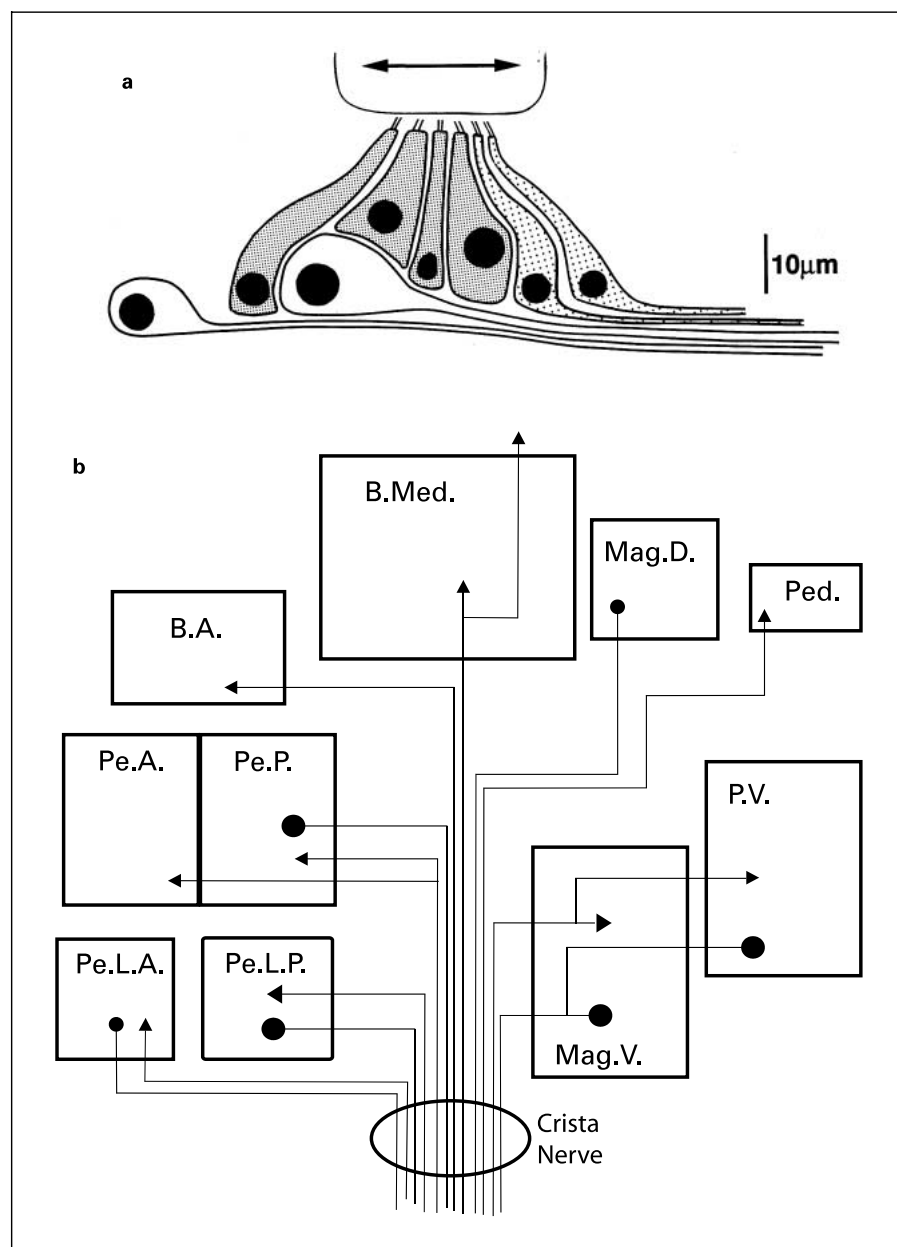 a
10µm
b
B.Med.
Mag.D.
Ped.
B.A.
Pe.A.
Pe.P.
P.V.
Pe.L.A.
Pe.L.P.
Mag.V.
Crista
Nerve